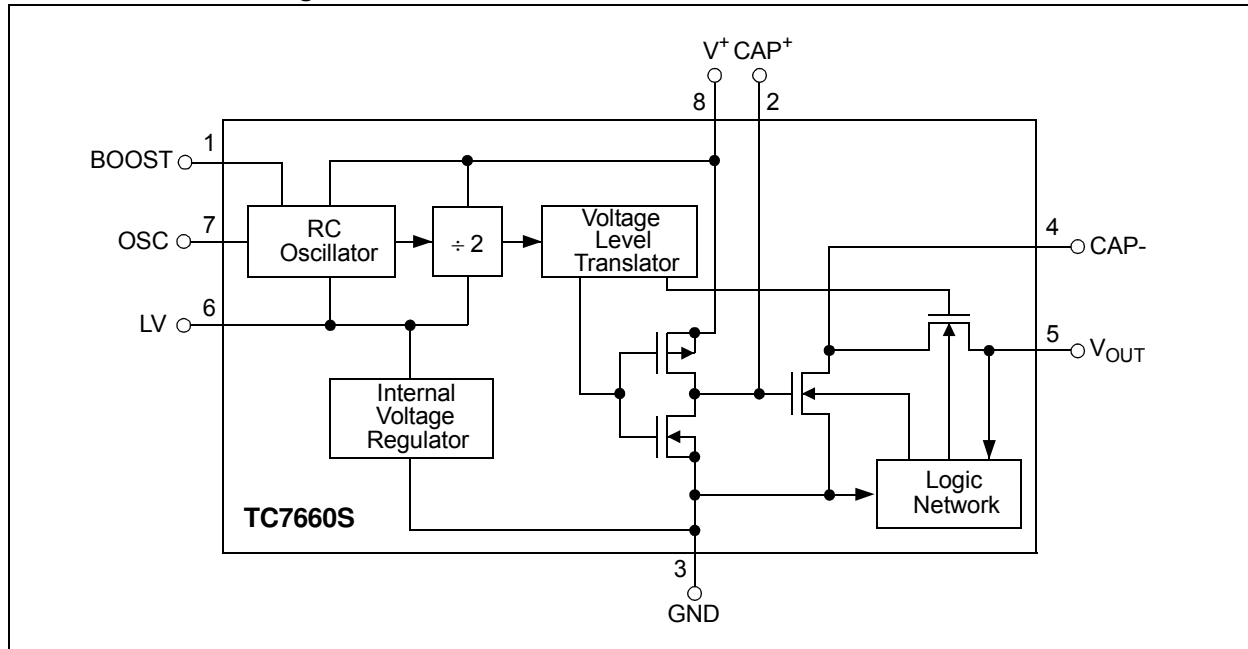 V+ CAP+
8 2
BOOST 1
OSC 7
RC
Oscillator
÷ 2
Voltage
Level
Translator
4 CAP-
LV 6
5 VOUT
Internal
Voltage
Regulator
Logic
Network
TC7660S
3
GND